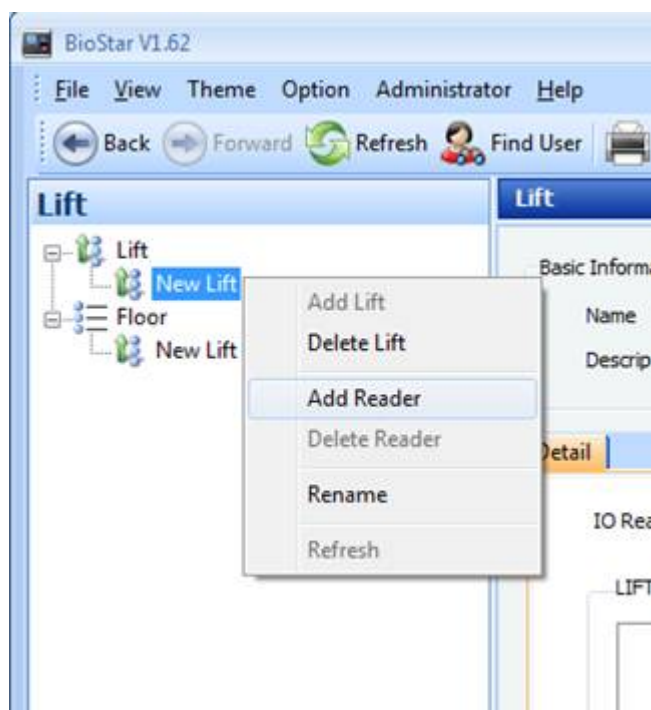 BioStar V1.62
File View Theme Option Administrator Help
Back Forward Refresh Find User
Lift
Lift
Lift
New Lift
Floor
New Lift
Add Lift
Delete Lift
Add Reader
Delete Reader
Rename
Refresh
Basic Informa
Name
Descrip
Detail
IO Rea
LIFT